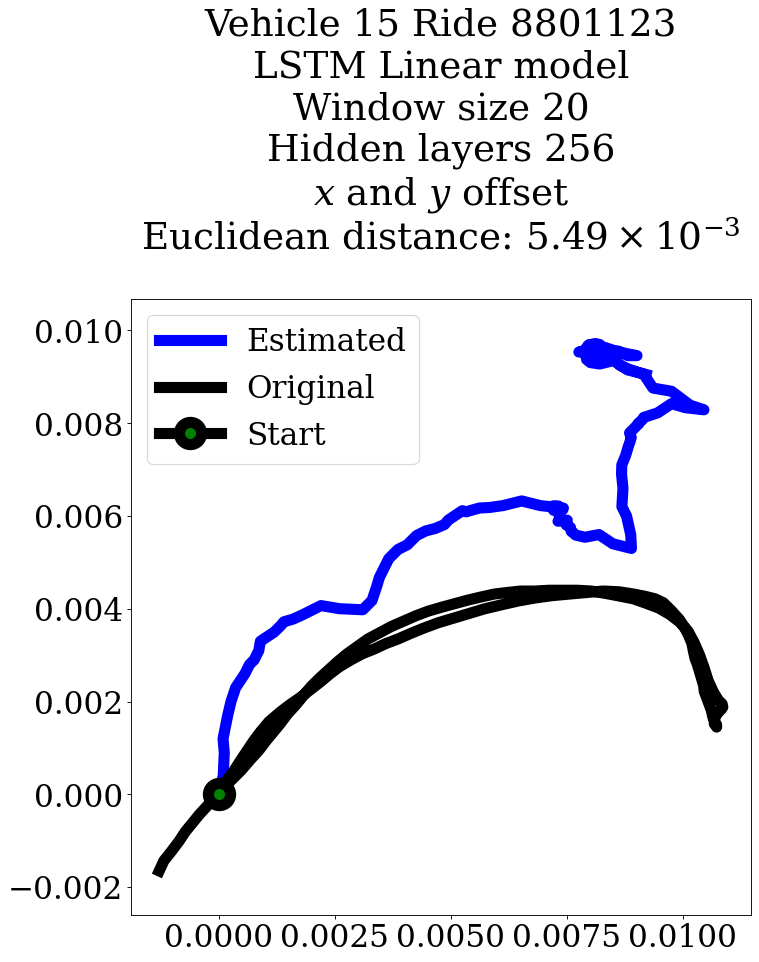 Vehicle 15 Ride 8801123
LSTM Linear model
Window size 20
Hidden layers 256
x and y offset
Euclidean distance: 5.49 × 10⁻³
Estimated
Original
Start
0.010
0.008
0.006
0.004
0.002
0.000
−0.002
0.0000 0.0025 0.0050 0.0075 0.0100